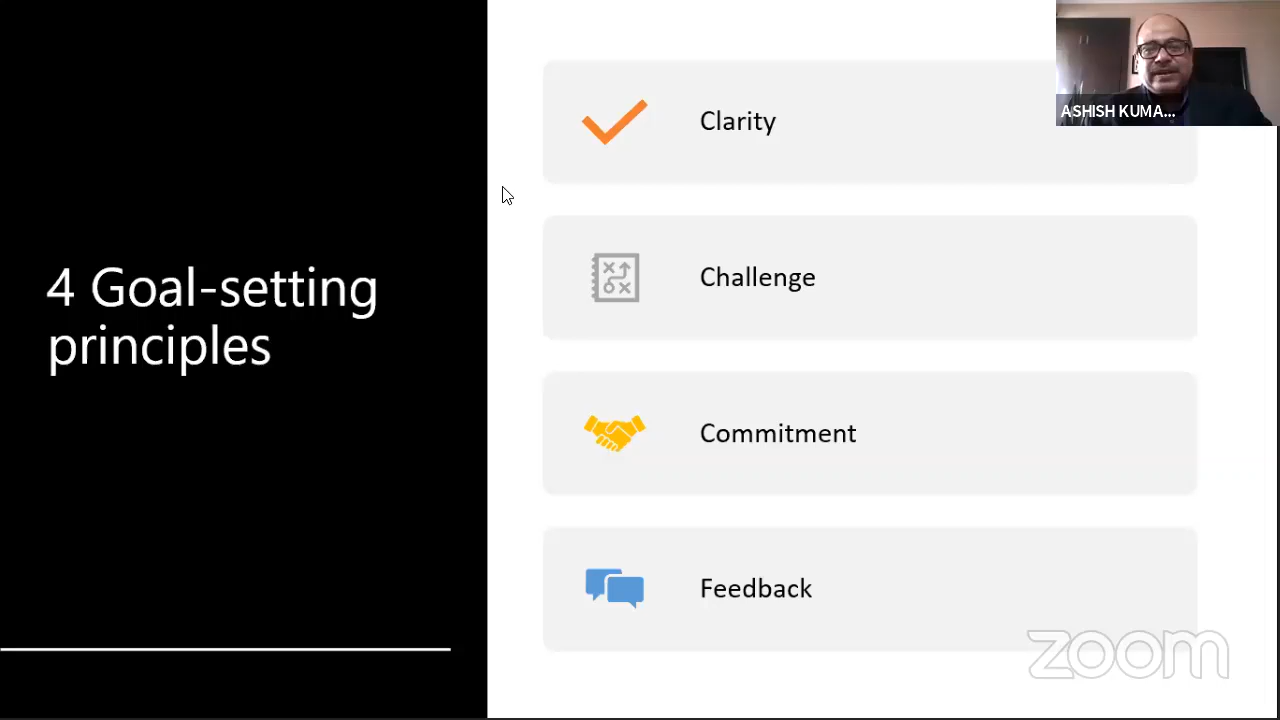 4 Goal-setting
principles
Clarity
Challenge
Commitment
Feedback
ASHISH KUMA...
zoom